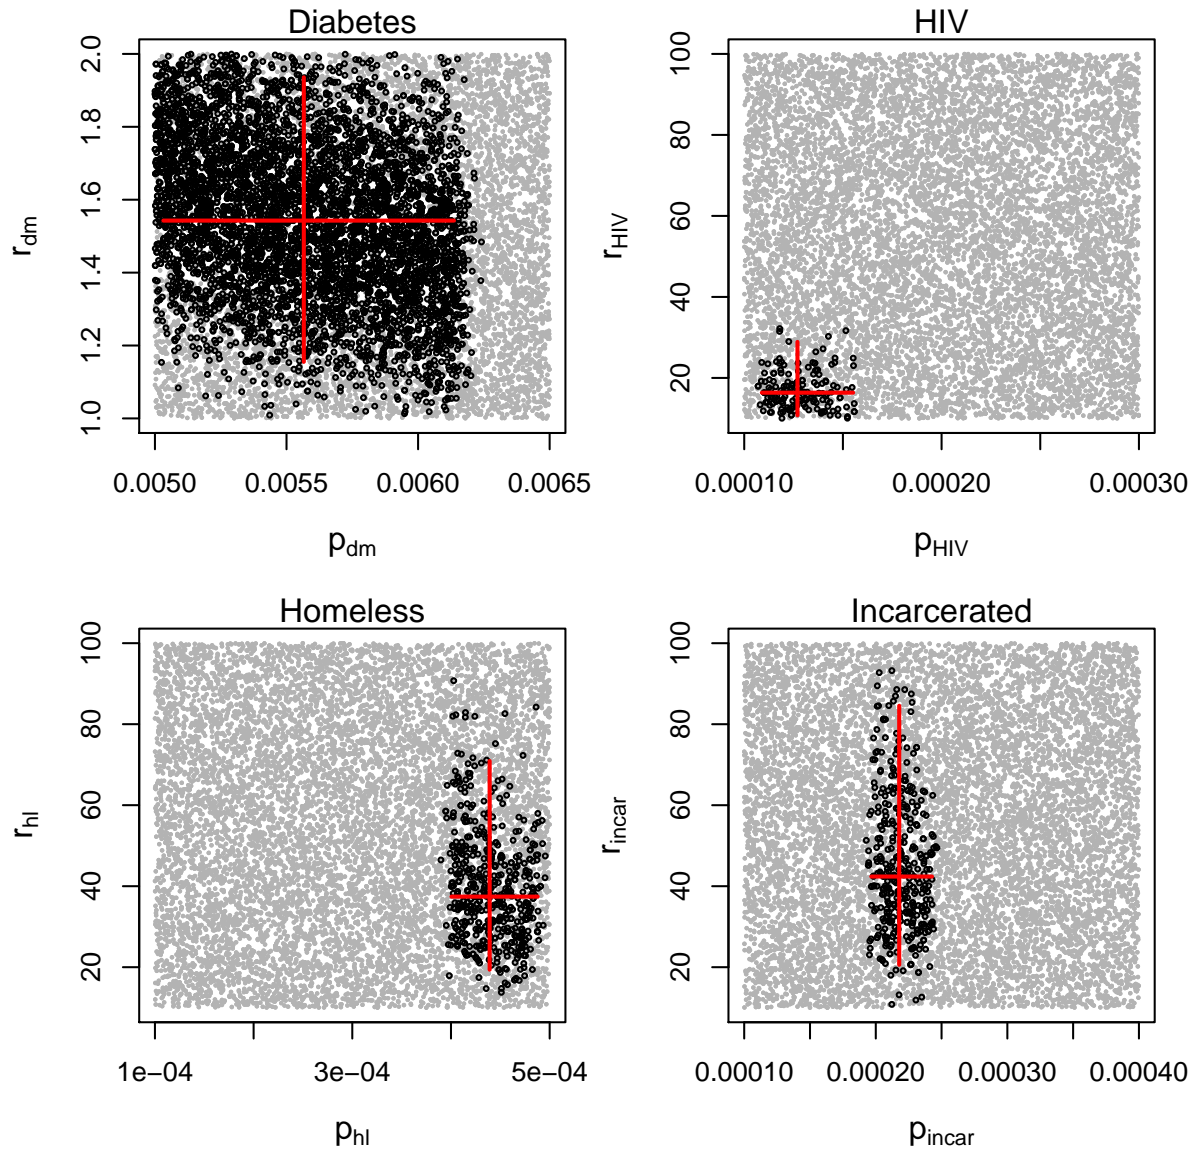 Diabetes
r_dm
1.0 1.2 1.4 1.6 1.8 2.0
0.0050 0.0055 0.0060 0.0065
p_dm
HIV
r_HIV
20 40 60 80 100
0.00010 0.00020 0.00030
p_HIV
Homeless
r_hl
20 40 60 80 100
1e−04 3e−04 5e−04
p_hl
Incarcerated
r_incar
20 40 60 80 100
0.00010 0.00020 0.00030 0.00040
p_incar